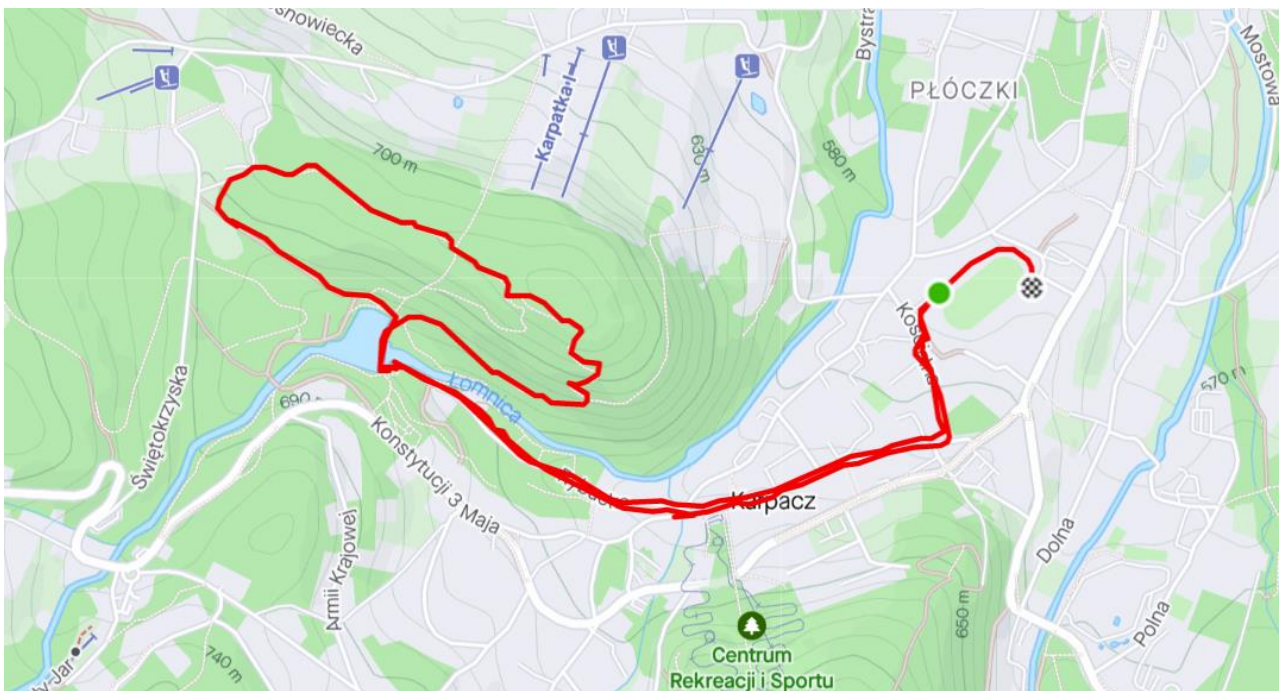 snowiecka
Karpatka I
Bystra
PŁÓCZKI
Mostowa
700 m
630 m
580 m
Łomnica
690 m
Świętokrzyska
Konstytucji 3 Maja
Armii Krajowej
Karpacz
570 m
Dolna
Polna
650 m
740 m
Centrum
Rekreacji i Sportu